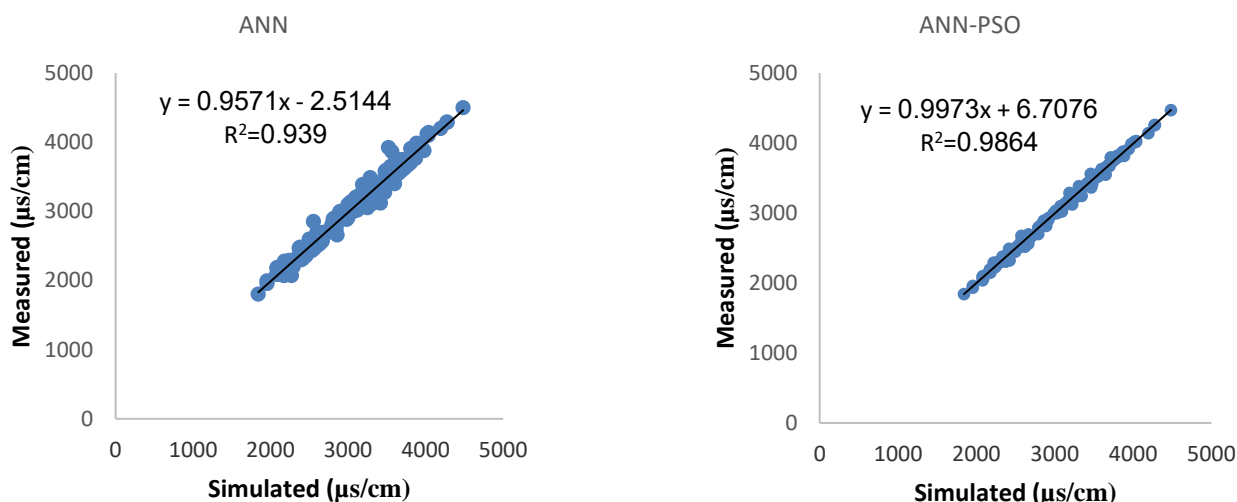 ANN
y = 0.9571x - 2.5144
R²=0.939
5000
4000
3000
2000
1000
0
0 1000 2000 3000 4000 5000
Measured (µs/cm)
Simulated (µs/cm)
ANN-PSO
y = 0.9973x + 6.7076
R²=0.9864
5000
4000
3000
2000
1000
0
0 1000 2000 3000 4000 5000
Measured (µs/cm)
Simulated (µs/cm)